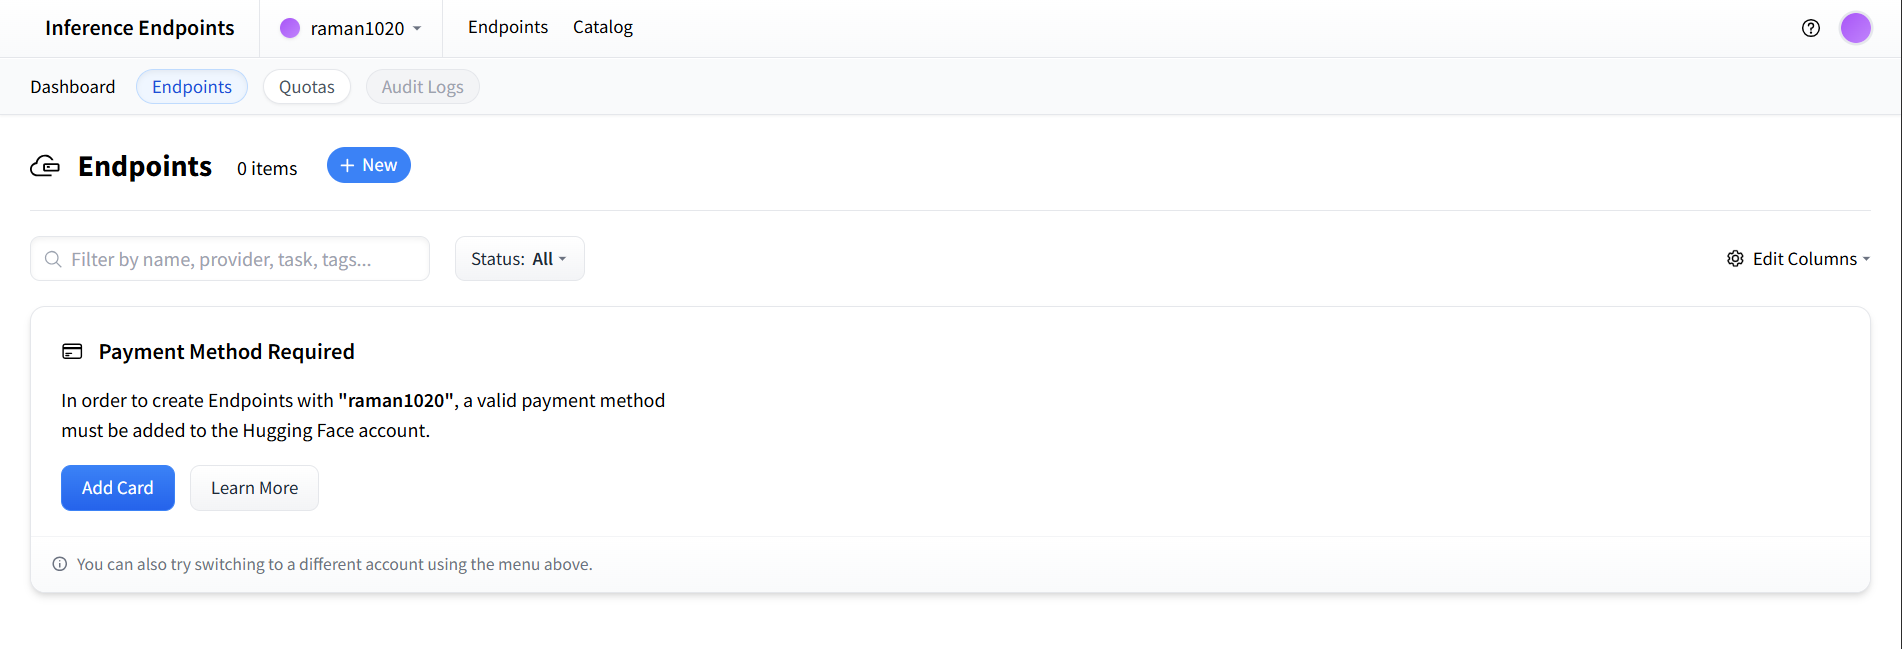 Inference Endpoints
raman1020
Endpoints
Catalog
Dashboard
Endpoints
Quotas
Audit Logs
Endpoints
0 items
+ New
Filter by name, provider, task, tags...
Status: All
Edit Columns
Payment Method Required
In order to create Endpoints with "raman1020", a valid payment method
must be added to the Hugging Face account.
Add Card
Learn More
You can also try switching to a different account using the menu above.